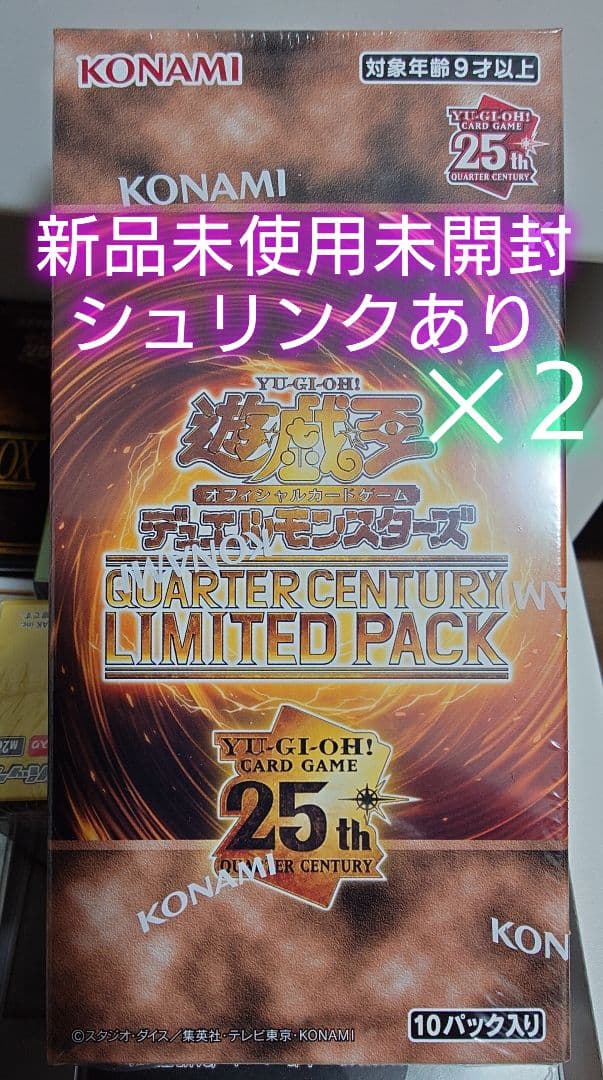 KONAMI
対象年齢9才以上
YU-GI-OH!
CARD GAME
25th
QUARTER CENTURY
KONAMI
新品未使用未開封
シュリンクあり
×2
YU-GI-OH!
遊戯王
オフィシャルカードゲーム
デュエルモンスターズ
KONAMI
QUARTER CENTURY
LIMITED PACK
YU-GI-OH!
CARD GAME
25th
QUARTER CENTURY
KONAMI
KON
©スタジオ・ダイス／集英社・テレビ東京・KONAMI
10パック入り